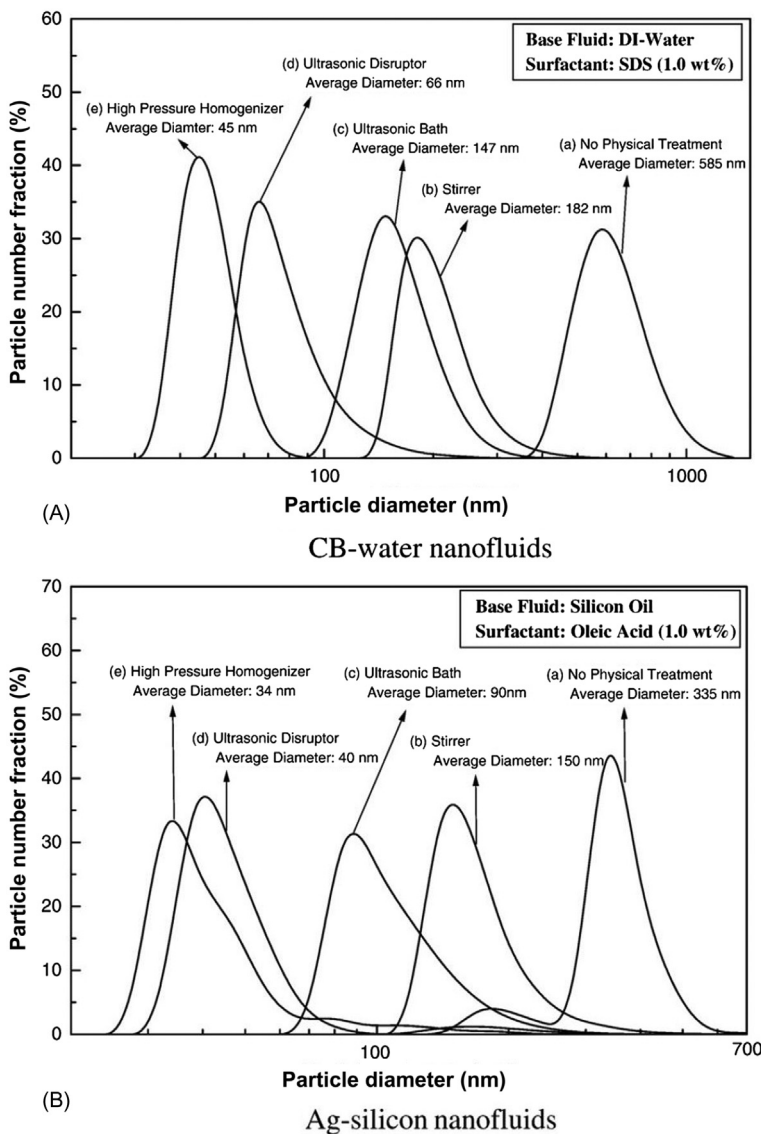 60
50
40
30
20
10
0
Particle number fraction (%)
Base Fluid: DI-Water
Surfactant: SDS (1.0 wt%)
(d) Ultrasonic Disruptor
Average Diameter: 66 nm
(e) High Pressure Homogenizer
Average Diamter: 45 nm
(c) Ultrasonic Bath
Average Diameter: 147 nm
(b) Stirrer
Average Diameter: 182 nm
(a) No Physical Treatment
Average Diameter: 585 nm
100
1000
Particle diameter (nm)
(A)
CB-water nanofluids
70
60
50
40
30
20
10
0
Particle number fraction (%)
Base Fluid: Silicon Oil
Surfactant: Oleic Acid (1.0 wt%)
(e) High Pressure Homogenizer
Average Diameter: 34 nm
(d) Ultrasonic Disruptor
Average Diameter: 40 nm
(c) Ultrasonic Bath
Average Diameter: 90nm
(b) Stirrer
Average Diameter: 150 nm
(a) No Physical Treatment
Average Diameter: 335 nm
100
700
Particle diameter (nm)
(B)
Ag-silicon nanofluids